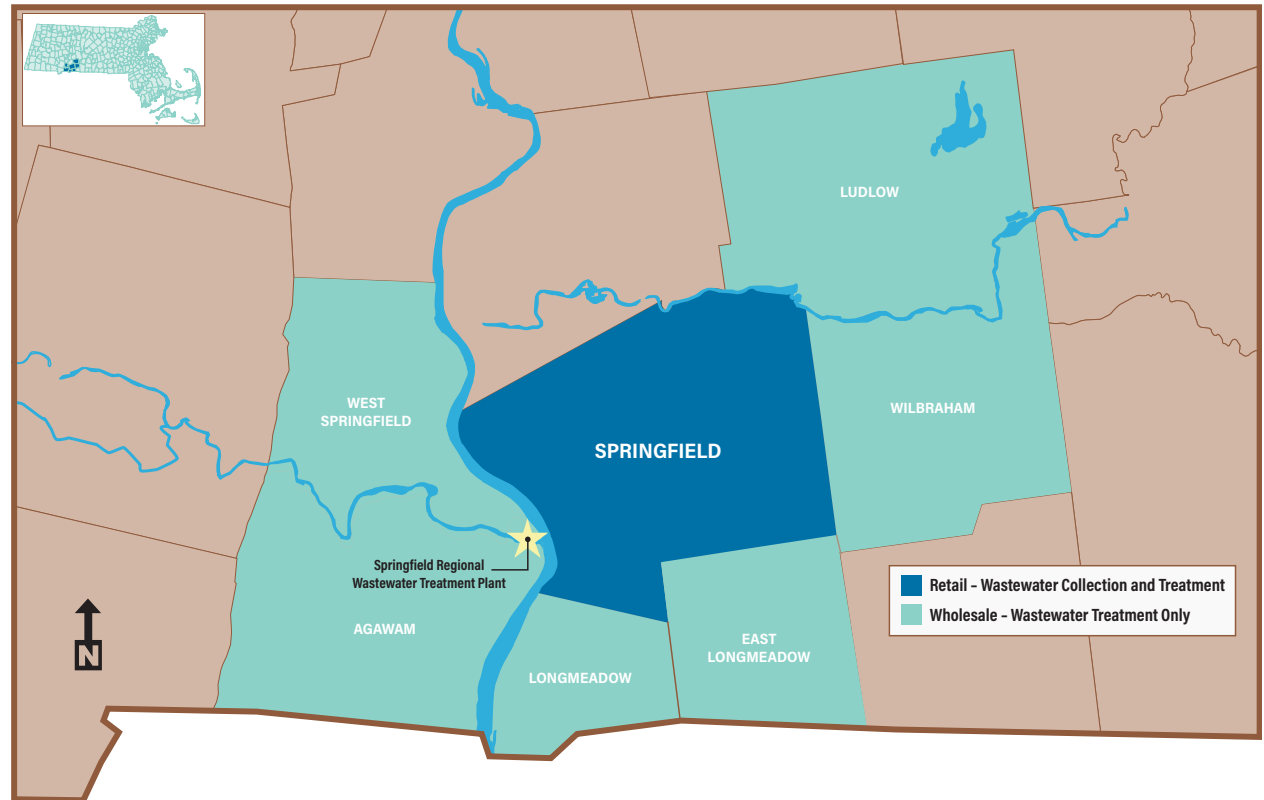 LUDLOW
WEST
SPRINGFIELD
WILBRAHAM
SPRINGFIELD
Springfield Regional
Wastewater Treatment Plant
Retail – Wastewater Collection and Treatment
Wholesale – Wastewater Treatment Only
AGAWAM
EAST
LONGMEADOW
LONGMEADOW
N